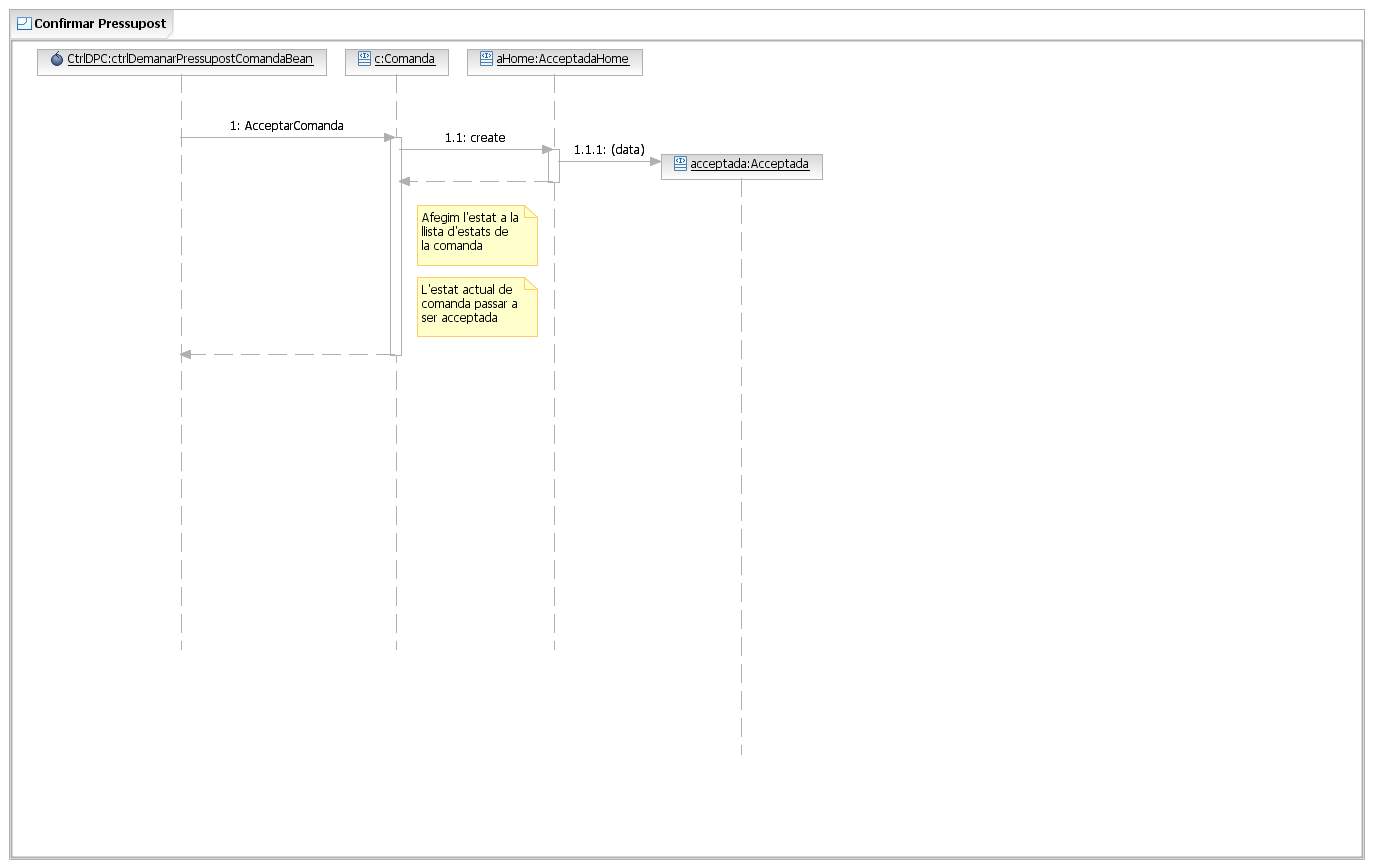 Confirmar Pressupost
CtrlDPC:ctrlDemanarPressupostComandaBean
c:Comanda
aHome:AcceptadaHome
1: AcceptarComanda
1.1: create
1.1.1: (data)
acceptada:Acceptada
Afegim l'estat a la
llista d'estats de
la comanda
L'estat actual de
comanda passar a
ser acceptada